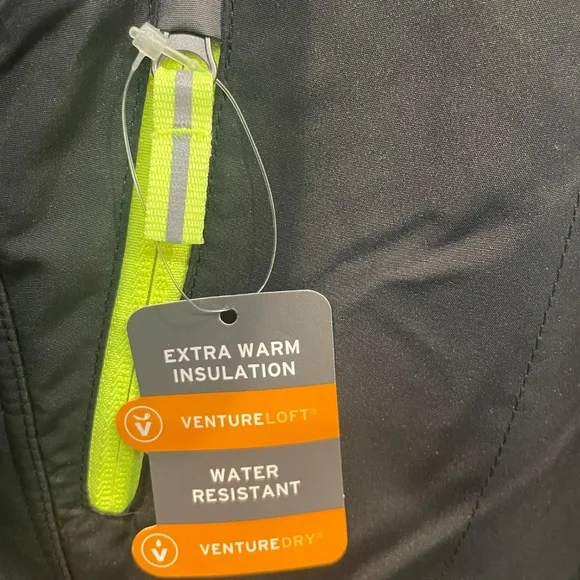 EXTRA WARM
INSULATION
VENTURELOFT®
WATER
RESISTANT
VENTUREDRY®